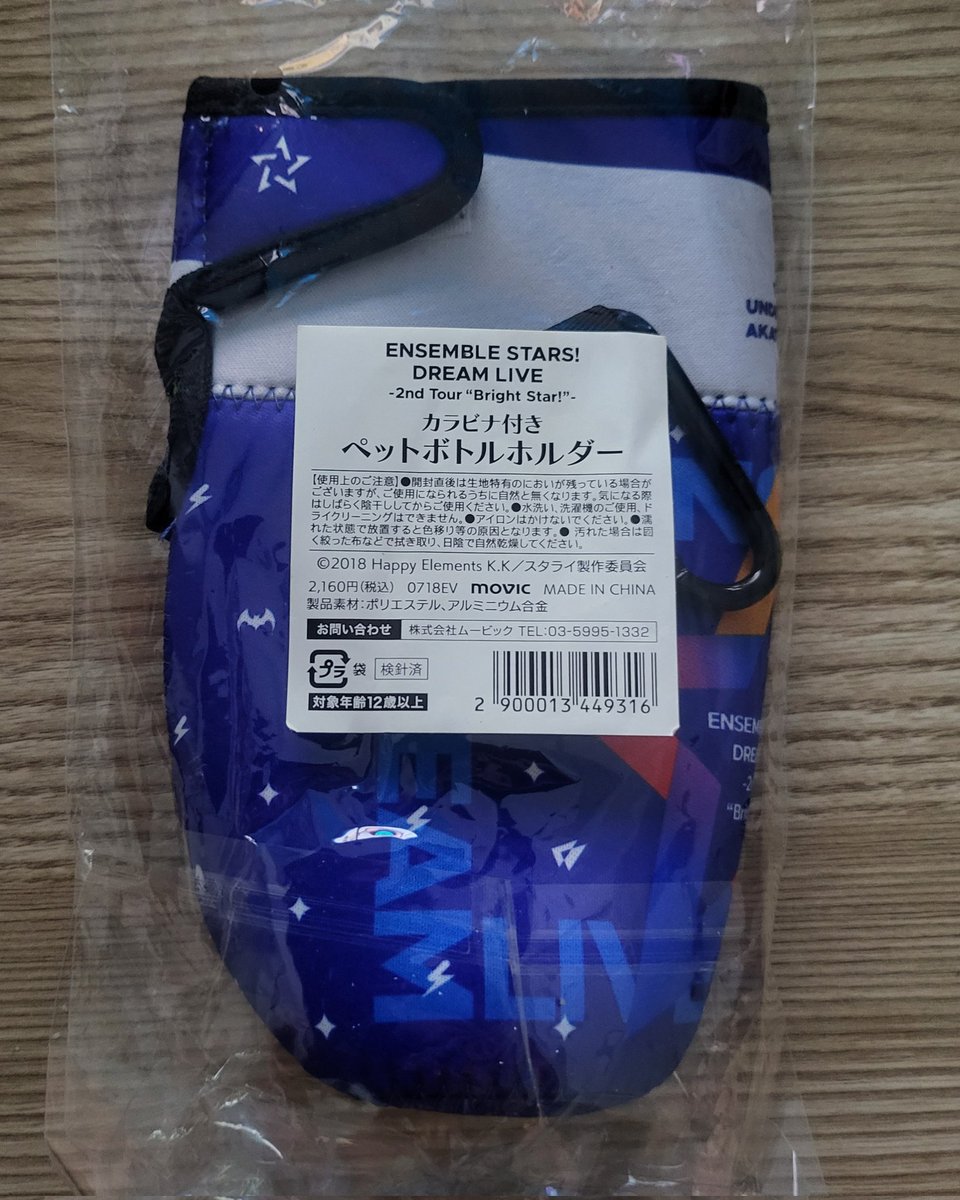 ENSEMBLE STARS!
DREAM LIVE
-2nd Tour “Bright Star!”-
カラビナ付き
ペットボトルホルダー
【使用上のご注意】●開封直後は生地特有のにおいが残っている場合が
ございますが、ご使用になられるうちに自然と無くなります。気になる際
はしばらく陰干ししてからご使用ください。●水洗い、洗濯機のご使用、ド
ライクリーニングはできません。●アイロンはかけないでください。●濡
れた状態で放置すると色移り等の原因となります。● 汚れた場合は固
く絞った布などで拭き取り、日陰で自然乾燥してください。
©2018 Happy Elements K.K／スタライ製作委員会
2,160円(税込) 0718EV movic MADE IN CHINA
製品素材:ポリエステル、アルミニウム合金
お問い合わせ 株式会社ムービック TEL:03-5995-1332
プラ 袋 検針済
対象年齢12歳以上
2 900013 449316
UND
AKA
ENSEM
DRE
-2
“Br
EAM
LIV